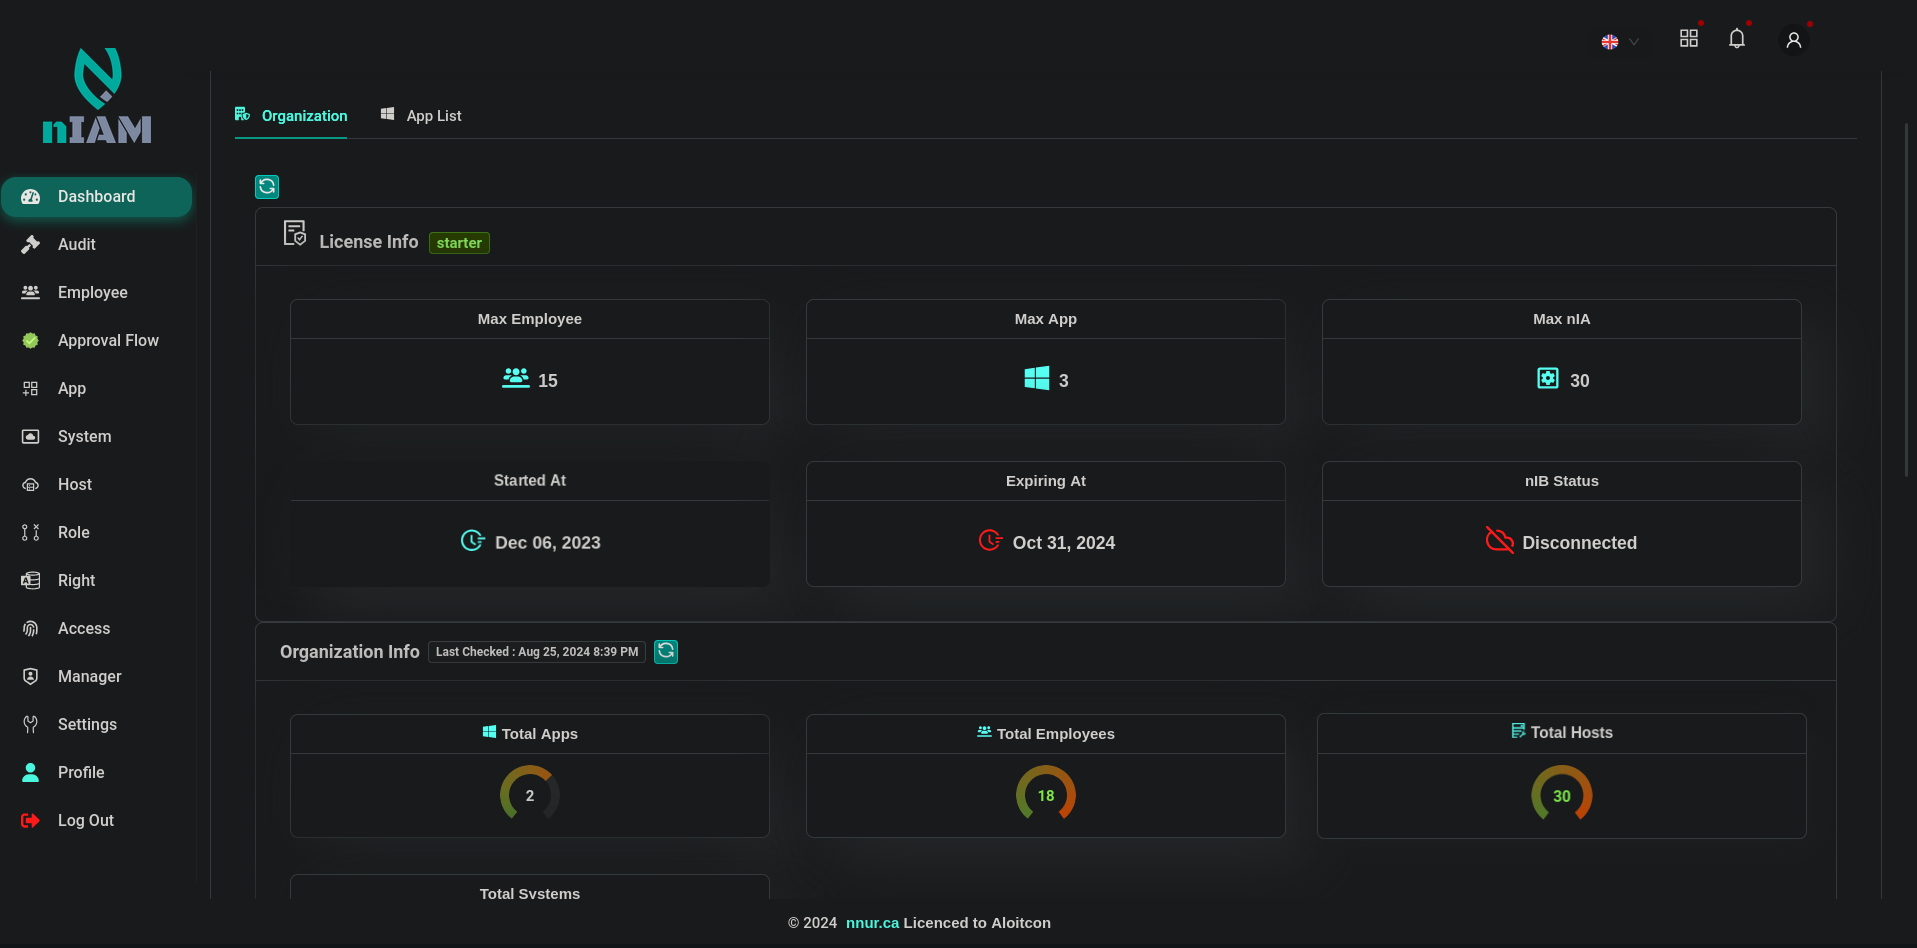 nIAM
Dashboard
Audit
Employee
Approval Flow
App
System
Host
Role
Right
Access
Manager
Settings
Profile
Log Out
Organization App List
License Info starter
Max Employee Max App Max nIA
15 3 30
Started At Expiring At nIB Status
Dec 06, 2023 Oct 31, 2024 Disconnected
Organization Info Last Checked : Aug 25, 2024 8:39 PM
Total Apps Total Employees Total Hosts
2 18 30
Total Systems
© 2024 nnur.ca Licenced to Aloitcon